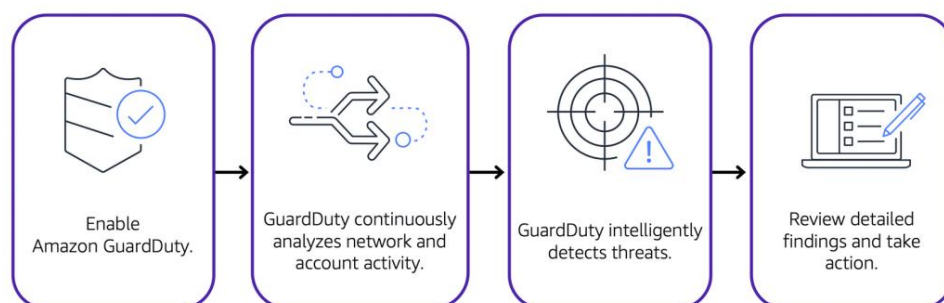 Enable
Amazon GuardDuty.
GuardDuty continuously
analyzes network and
account activity.
GuardDuty intelligently
detects threats.
Review detailed
findings and take
action.